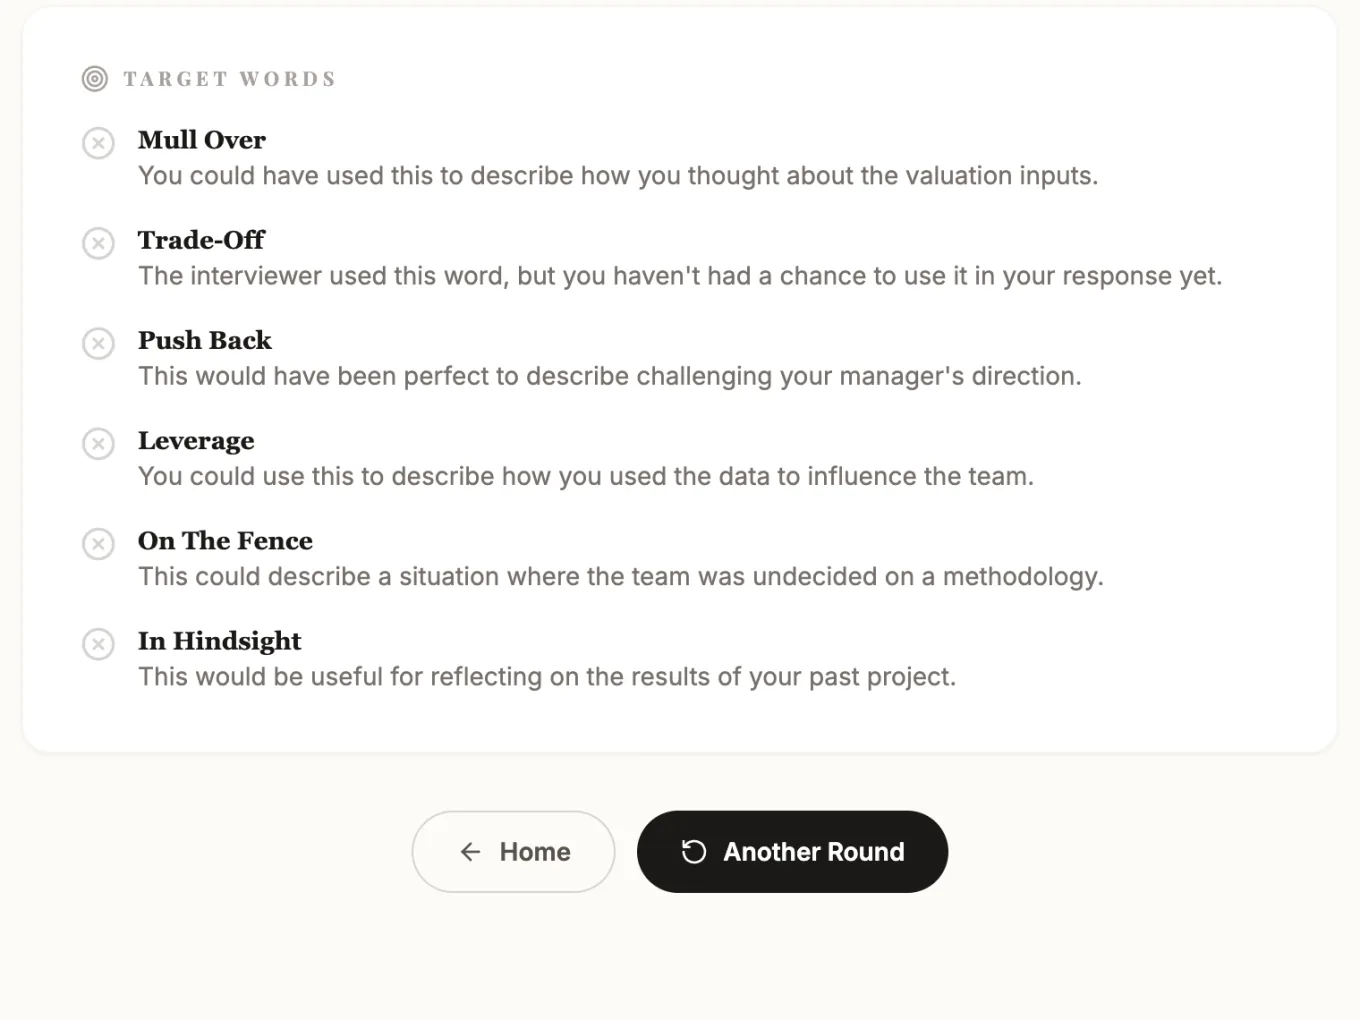 TARGET WORDS
Mull Over
You could have used this to describe how you thought about the valuation inputs.
Trade-Off
The interviewer used this word, but you haven't had a chance to use it in your response yet.
Push Back
This would have been perfect to describe challenging your manager's direction.
Leverage
You could use this to describe how you used the data to influence the team.
On The Fence
This could describe a situation where the team was undecided on a methodology.
In Hindsight
This would be useful for reflecting on the results of your past project.
Home
Another Round